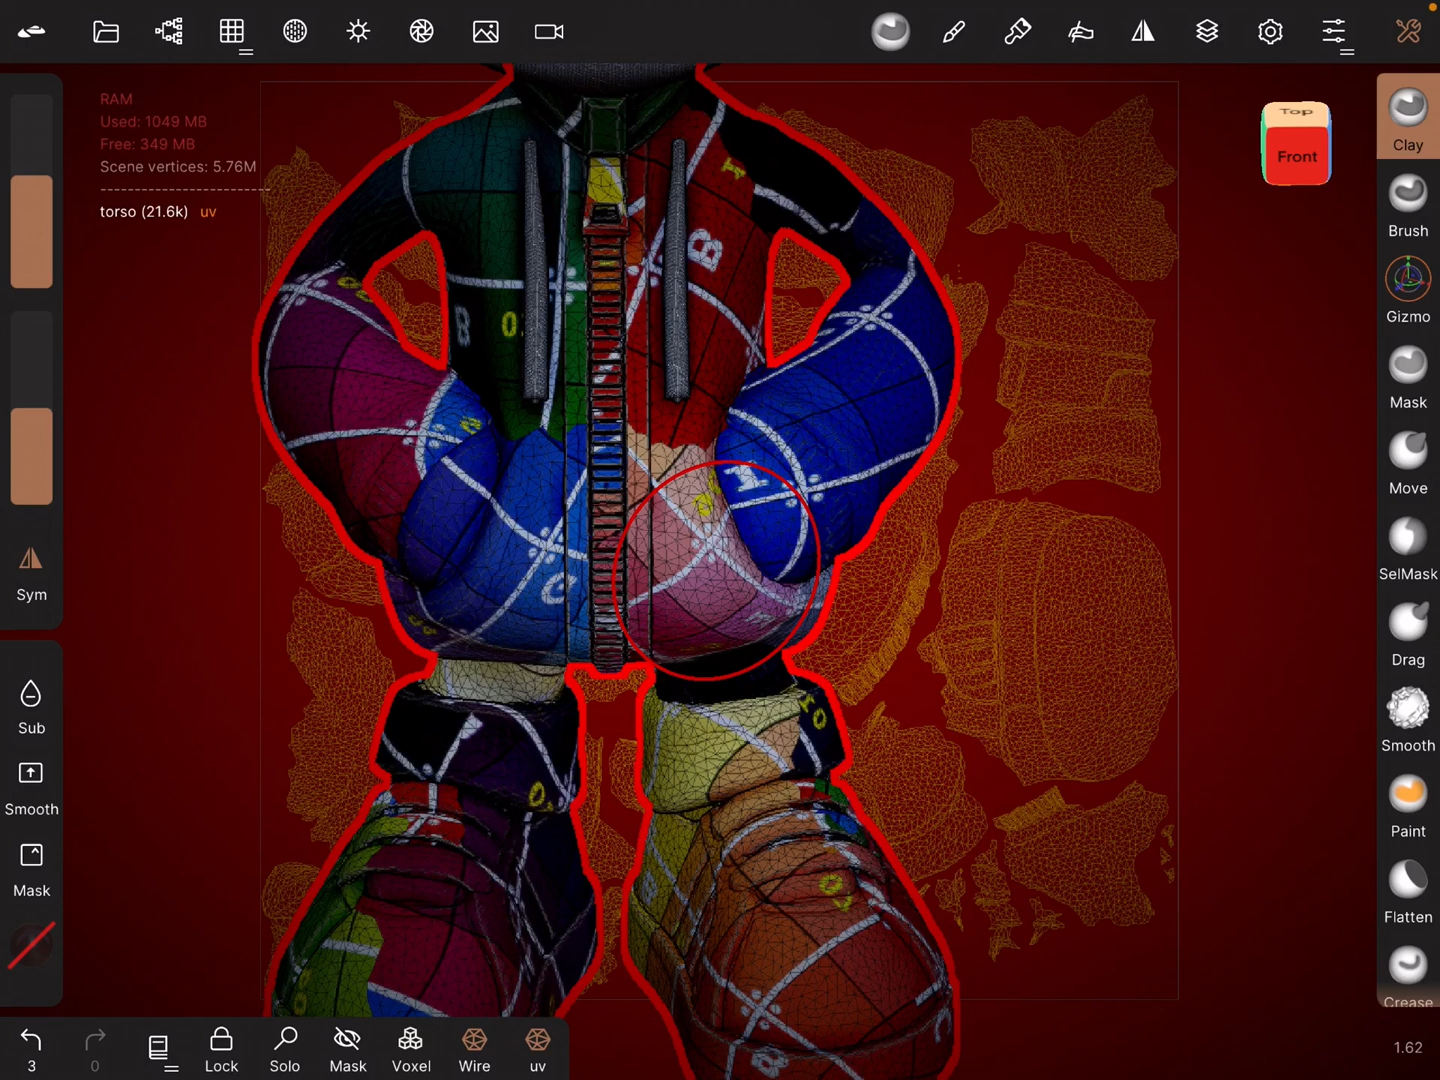 RAM
Used: 1049 MB
Free: 349 MB
Scene vertices: 5.76M
torso (21.6k) uv
Top
Front
Clay
Brush
Gizmo
Mask
Move
SelMask
Drag
Smooth
Paint
Flatten
Crease
Sym
Sub
Smooth
Mask
B
B
0
1
C
3
0
Lock
Solo
Mask
Voxel
Wire
uv
1.62